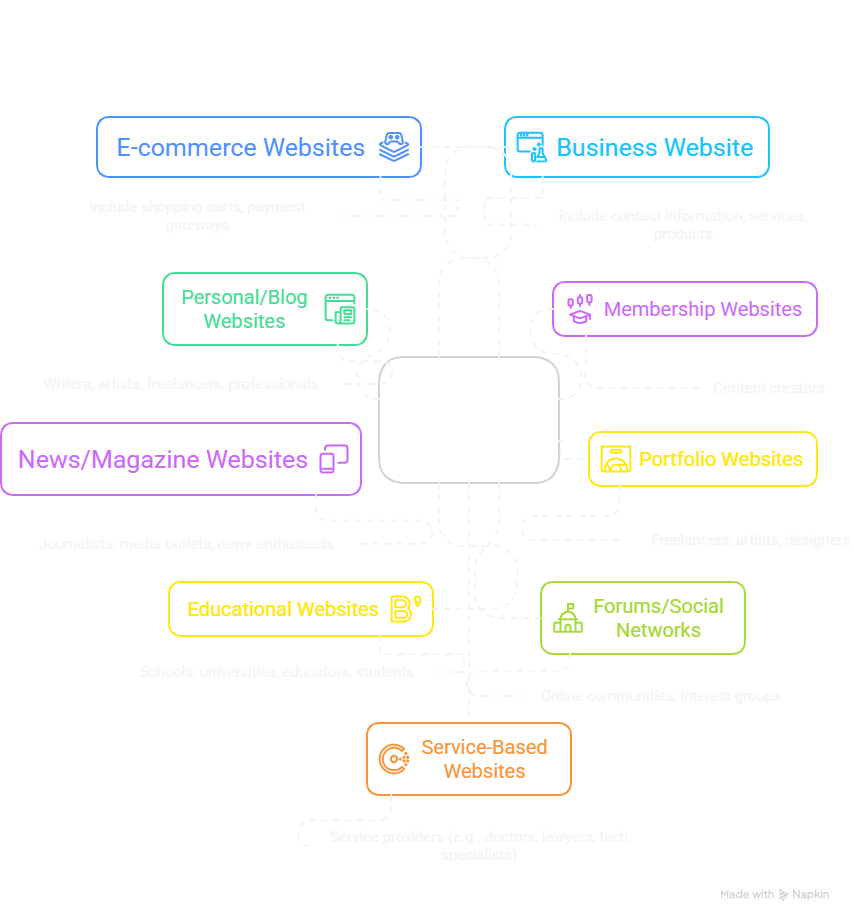 E-commerce Websites
Business Website
include shopping carts, payment
gateways
include contact information, services,
products
Personal/Blog
Websites
Membership Websites
Writers, artists, freelancers, professionals
Content creators
News/Magazine Websites
Portfolio Websites
Journalists, media outlets, news enthusiasts
Freelancers, artists, designers
Educational Websites
Forums/Social
Networks
Schools, universities, educators, students
Online communities, interest groups
Service-Based
Websites
Service providers (e.g., doctors, lawyers, tech
specialists)
Made with Napkin